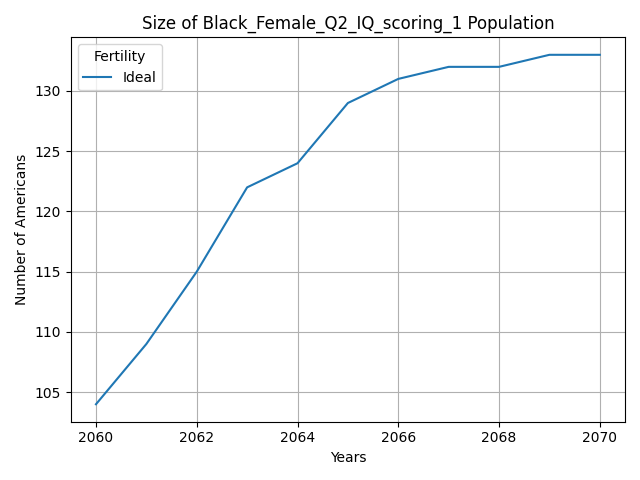 Size of Black_Female_Q2_IQ_scoring_1 Population
Fertility
Ideal
Number of Americans
130
125
120
115
110
105
2060 2062 2064 2066 2068 2070
Years